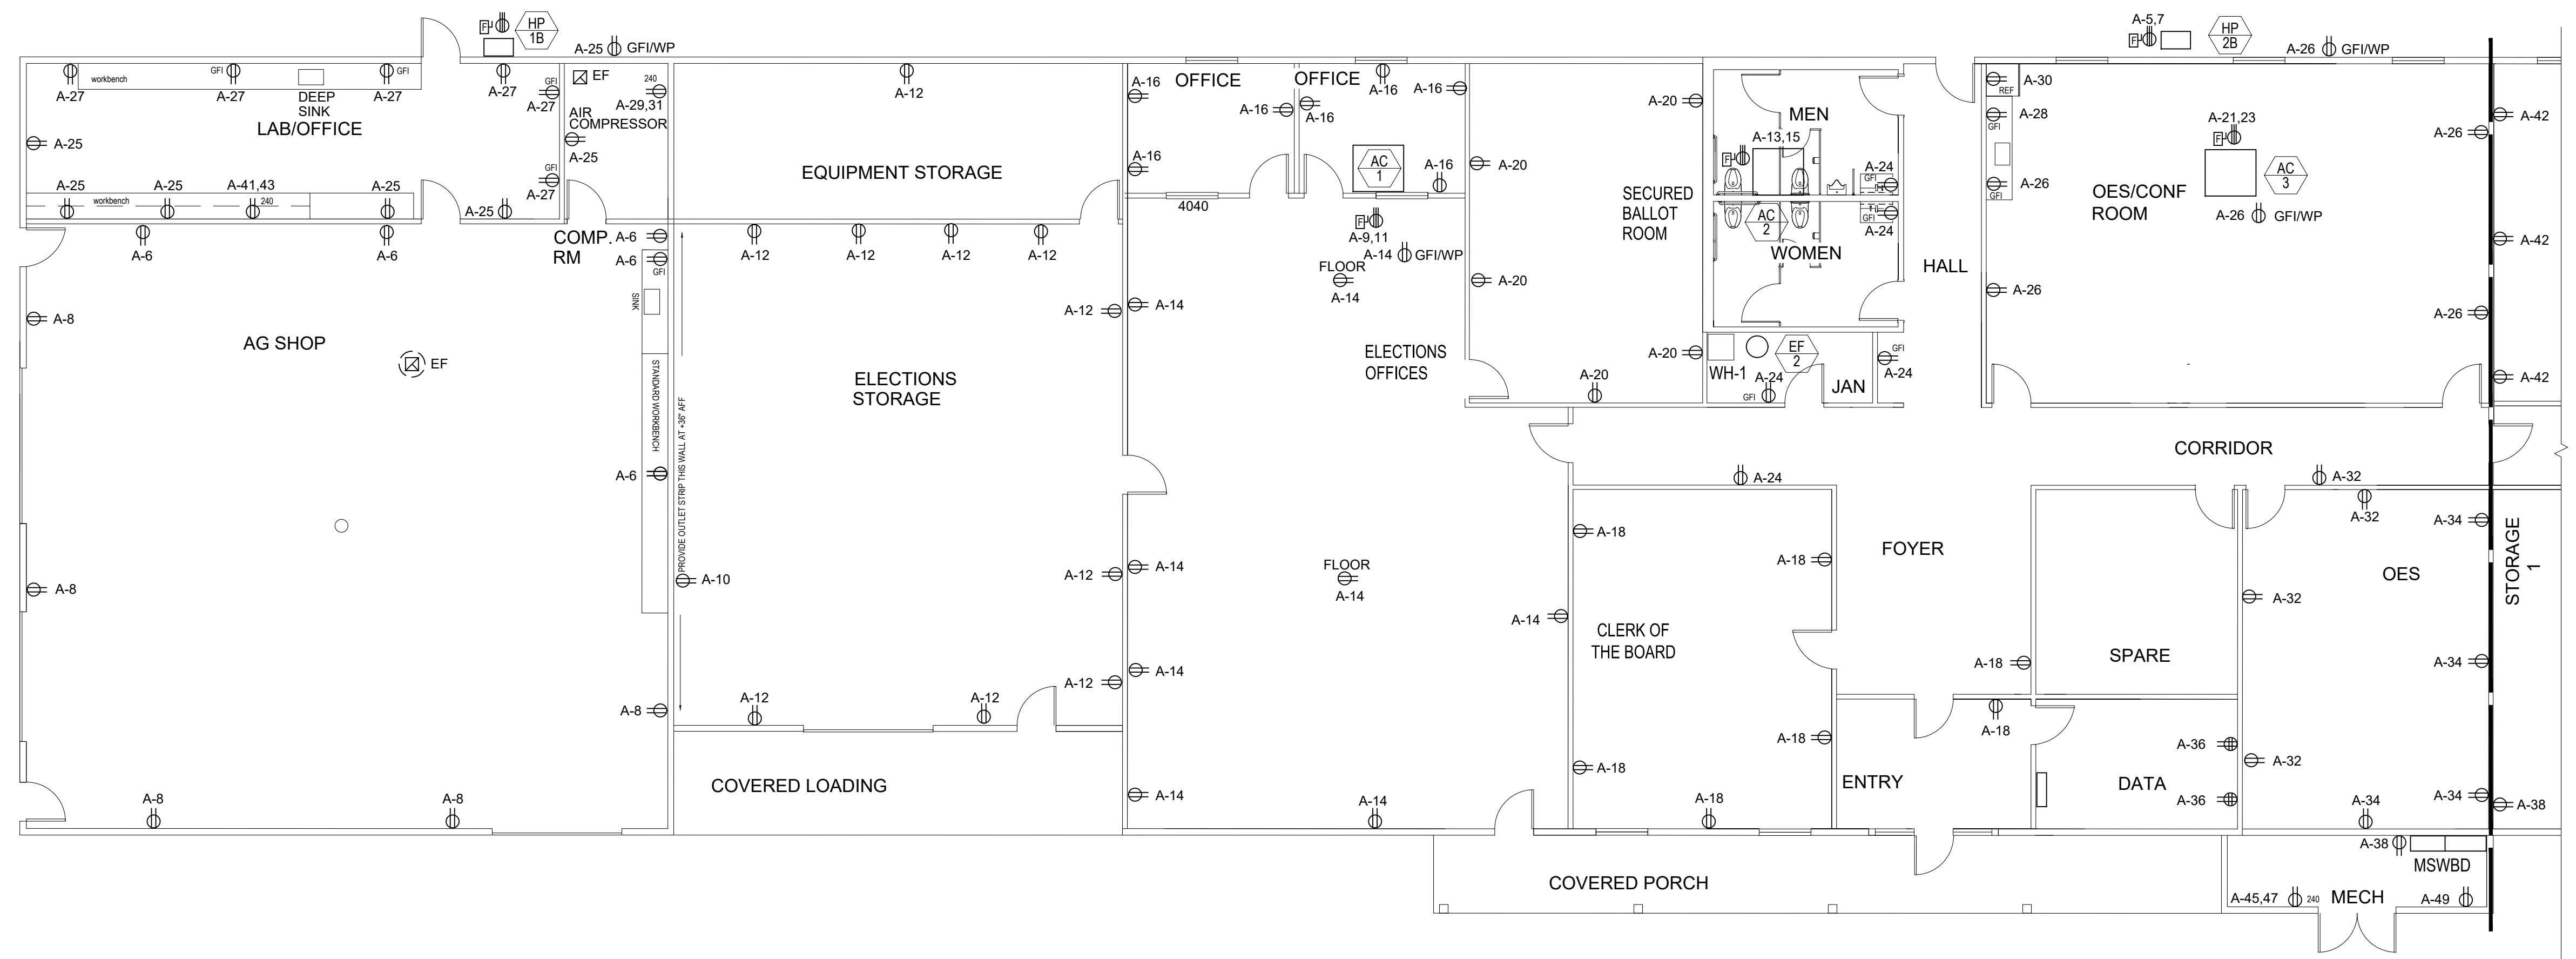 HP
1B
F
A-25 GFI/WP
A-5,7
F
HP
2B
A-26 GFI/WP
workbench
GFI
GFI
GFI
EF
240
A-27
A-27
DEEP
SINK
A-27
A-27
A-27
A-29,31
AIR
COMPRESSOR
LAB/OFFICE
A-25
A-25
GFI
A-27
A-25
A-25
A-41,43
A-25
workbench
240
A-25
A-12
EQUIPMENT STORAGE
OFFICE
OFFICE
A-16
A-16
A-16
A-16
A-16
A-16
A-16
AC
1
4040
F
A-9,11
A-14 GFI/WP
FLOOR
A-14
A-20
A-20
A-20
A-20
A-20
SECURED
BALLOT
ROOM
MEN
A-13,15
F
A-24
GFI
AC
2
GFI
A-24
WOMEN
HALL
EF
2
WH-1
A-24
GFI
JAN
GFI
A-24
A-30
REF
A-28
GFI
A-26
GFI
A-26
OES/CONF
ROOM
A-21,23
F
AC
3
A-26 GFI/WP
A-26
A-26
A-42
A-42
A-42
COMP.
RM
A-6
A-6
GFI
A-6
A-6
SINK
A-8
AG SHOP
EF
STANDARD WORKBENCH
A-6
A-8
A-8
A-8
A-8
A-12
A-12
A-12
A-12
A-12
PROVIDE OUTLET STRIP THIS WALL AT +36" AFF
ELECTIONS
STORAGE
A-10
A-12
A-12
A-12
A-12
COVERED LOADING
A-14
ELECTIONS
OFFICES
A-14
FLOOR
A-14
A-14
A-14
A-14
A-14
CORRIDOR
A-24
A-32
A-18
A-18
CLERK OF
THE BOARD
A-18
A-18
A-18
FOYER
A-18
A-18
ENTRY
SPARE
A-36
DATA
A-36
A-32
A-34
OES
A-32
A-34
A-32
A-34
A-34
STORAGE
1
A-38
A-38
MSWBD
A-45,47
240
MECH
A-49
COVERED PORCH